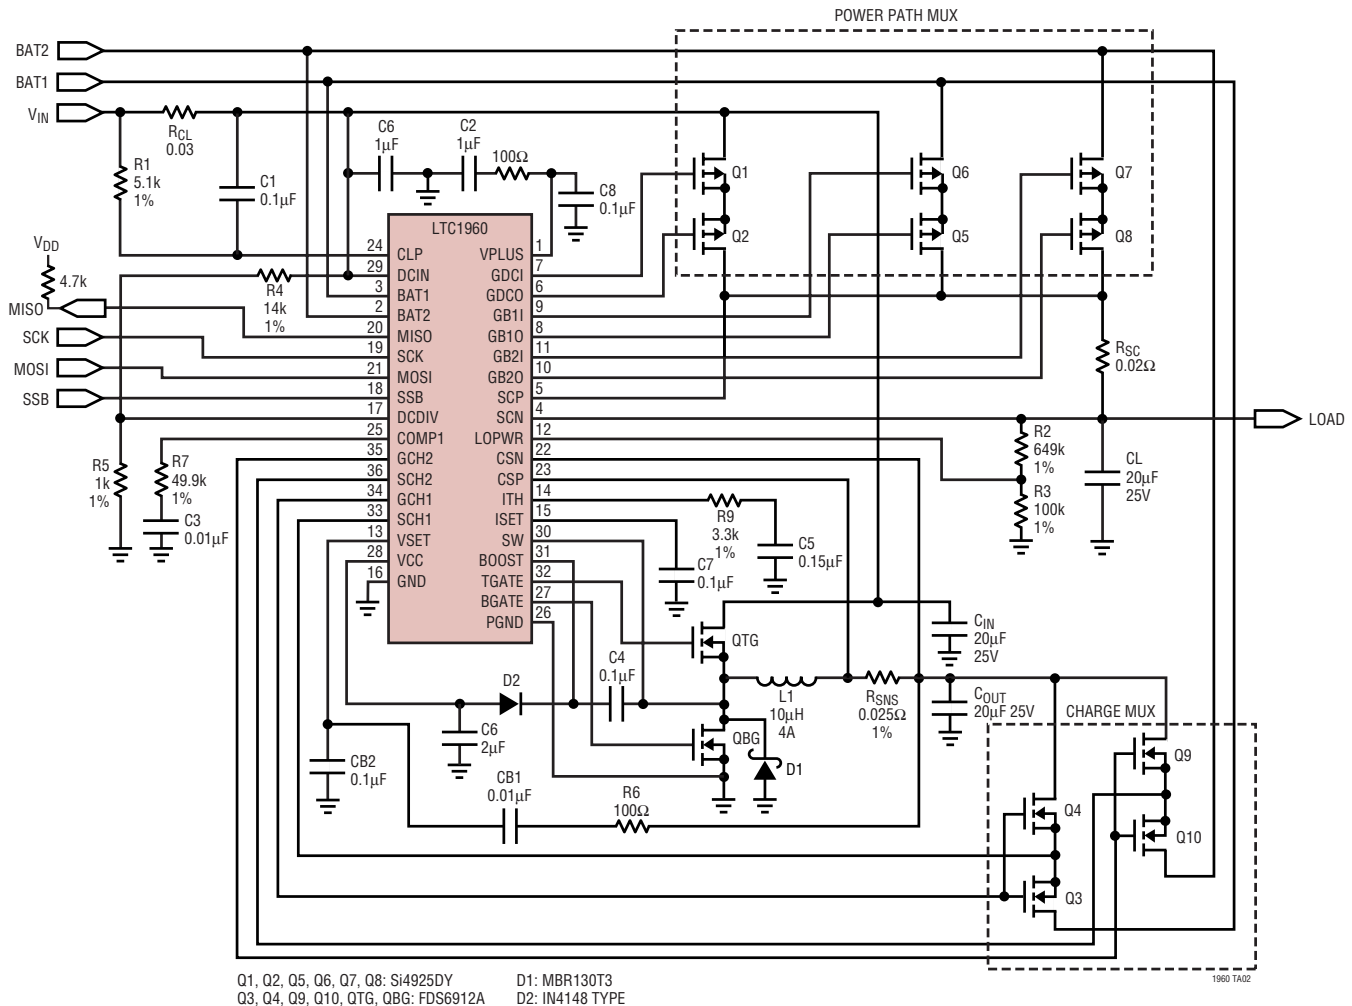 POWER PATH MUX
BAT2
BAT1
VIN
RCL
0.03
R1
5.1k
1%
C1
0.1µF
C6
1µF
C2
1µF
100Ω
C8
0.1µF
Q1
Q2
Q6
Q5
Q7
Q8
VDD
4.7k
MISO
SCK
MOSI
SSB
R4
14k
1%
LTC1960
24 CLP
29 DCIN
3 BAT1
2 BAT2
20 MISO
19 SCK
21 MOSI
18 SSB
17 DCDIV
25 COMP1
35 GCH2
36 SCH2
34 GCH1
33 SCH1
13 VSET
28 VCC
16 GND
VPLUS 1
GDCI 7
GDCO 6
GB1I 9
GB1O 8
GB2I 11
GB2O 10
SCP 5
SCN 4
LOPWR 12
CSN 22
CSP 23
ITH 14
ISET 15
SW 30
BOOST 31
TGATE 32
BGATE 27
PGND 26
RSC
0.02Ω
LOAD
R2
649k
1%
R3
100k
1%
CL
20µF
25V
R5
1k
1%
R7
49.9k
1%
C3
0.01µF
R9
3.3k
1%
C5
0.15µF
C7
0.1µF
QTG
CIN
20µF
25V
C4
0.1µF
D2
L1
10µH
4A
RSNS
0.025Ω
1%
COUT
20µF 25V
CHARGE MUX
C6
2µF
QBG
D1
Q9
CB2
0.1µF
CB1
0.01µF
R6
100Ω
Q4
Q10
Q3
Q1, Q2, Q5, Q6, Q7, Q8: Si4925DY
Q3, Q4, Q9, Q10, QTG, QBG: FDS6912A
D1: MBR130T3
D2: IN4148 TYPE
1960 TA02